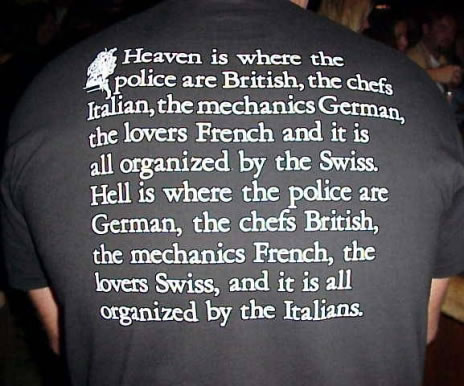 Heaven is where the
police are British, the chefs
Italian, the mechanics German,
the lovers French and it is
all organized by the Swiss.
Hell is where the police are
German, the chefs British,
the mechanics French, the
lovers Swiss, and it is all
organized by the Italians.